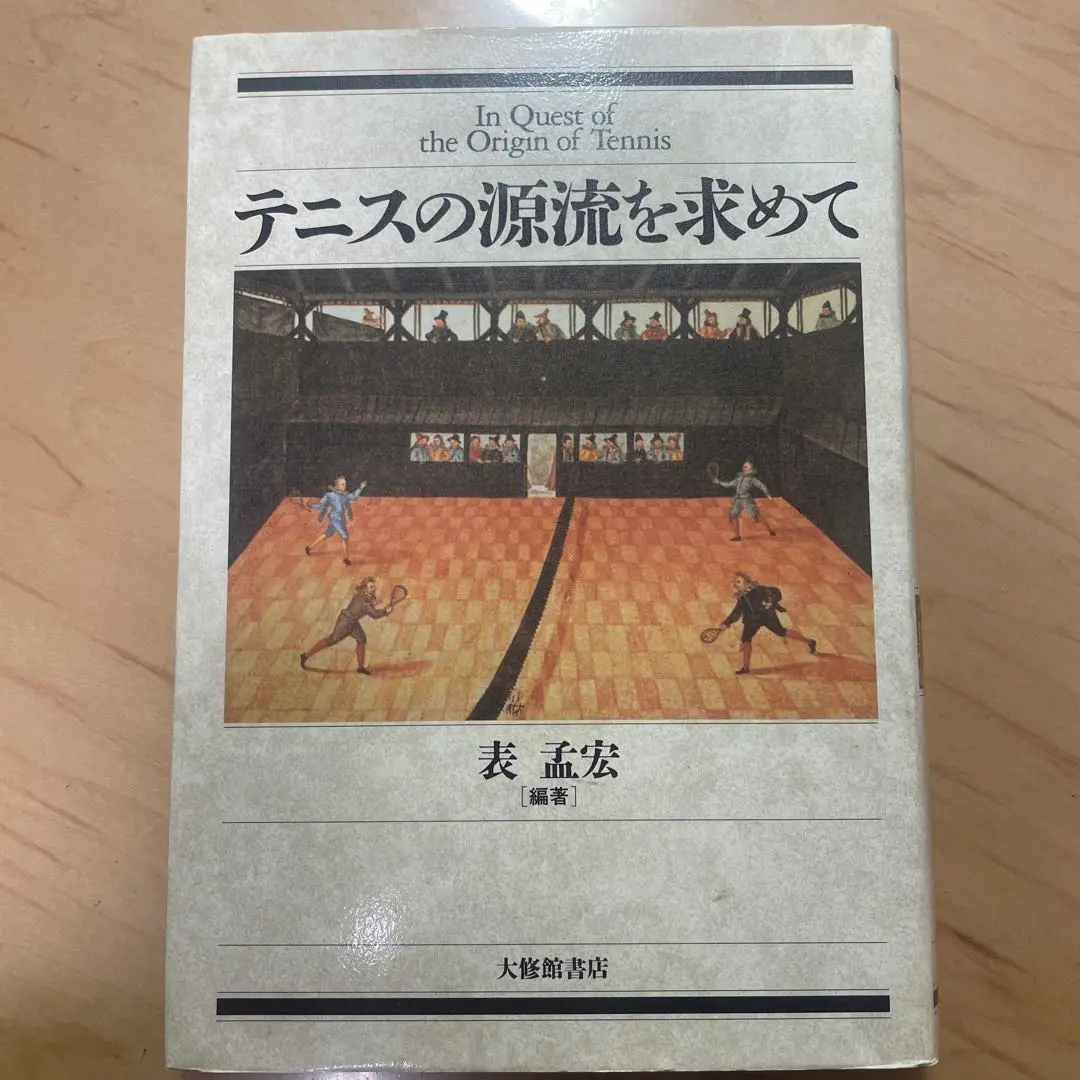 In Quest of
the Origin of Tennis
テニスの源流を求めて
表 孟宏
[編著]
大修館書店